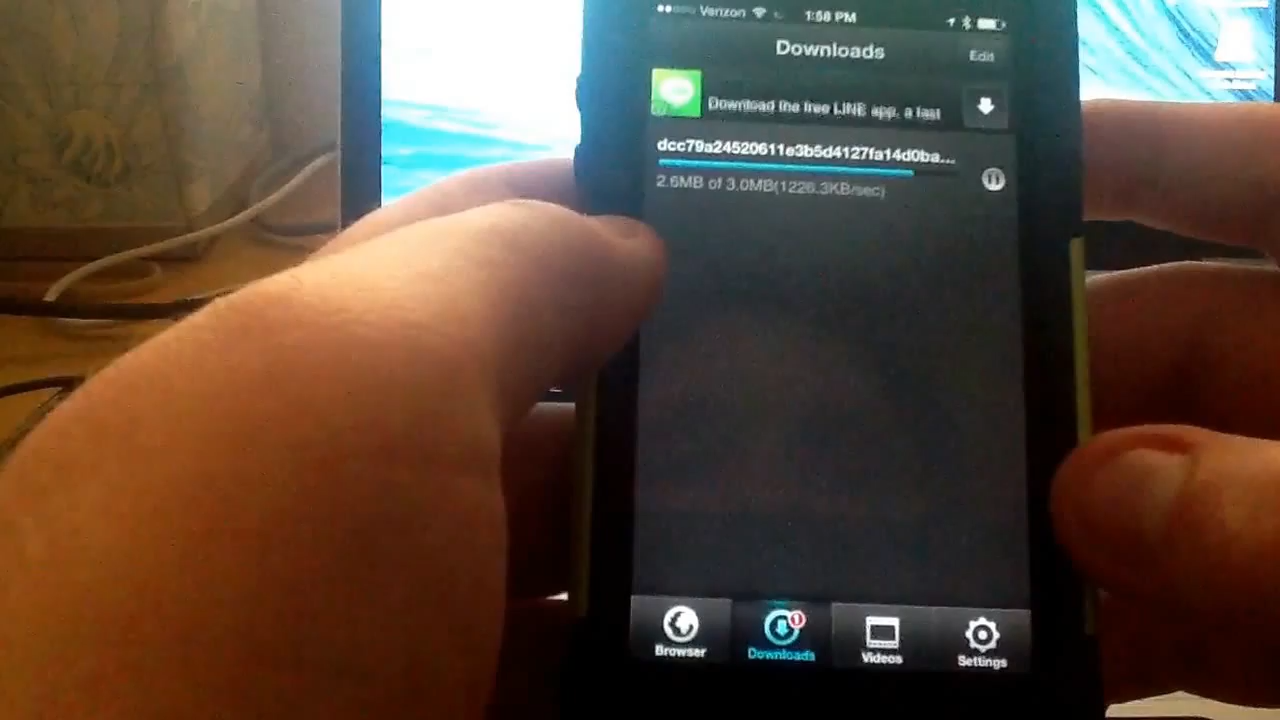 Verizon 1:58 PM
Downloads Edit
Download the free LINE app, a fast
dcc79a24520611e3b5d4127fa14d0ba...
2.6MB of 3.0MB(1226.3KB/sec)
1
Browser Downloads Videos Settings